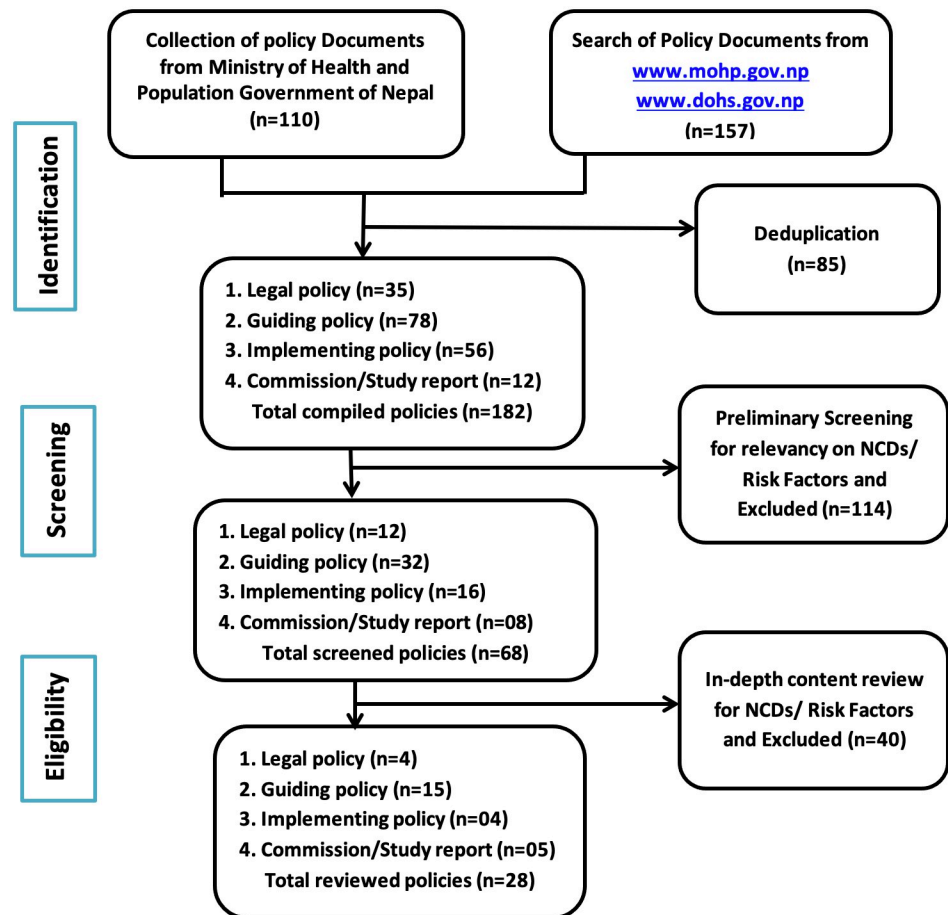 Collection of policy Documents
from Ministry of Health and
Population Government of Nepal
(n=110)
Search of Policy Documents from
www.mohp.gov.np
www.dohs.gov.np
(n=157)
Identification
Deduplication
(n=85)
1. Legal policy (n=35)
2. Guiding policy (n=78)
3. Implementing policy (n=56)
4. Commission/Study report (n=12)
Total compiled policies (n=182)
Screening
Preliminary Screening
for relevancy on NCDs/
Risk Factors and
Excluded (n=114)
1. Legal policy (n=12)
2. Guiding policy (n=32)
3. Implementing policy (n=16)
4. Commission/Study report (n=08)
Total screened policies (n=68)
Eligibility
In-depth content review
for NCDs/ Risk Factors
and Excluded (n=40)
1. Legal policy (n=4)
2. Guiding policy (n=15)
3. Implementing policy (n=04)
4. Commission/Study report (n=05)
Total reviewed policies (n=28)